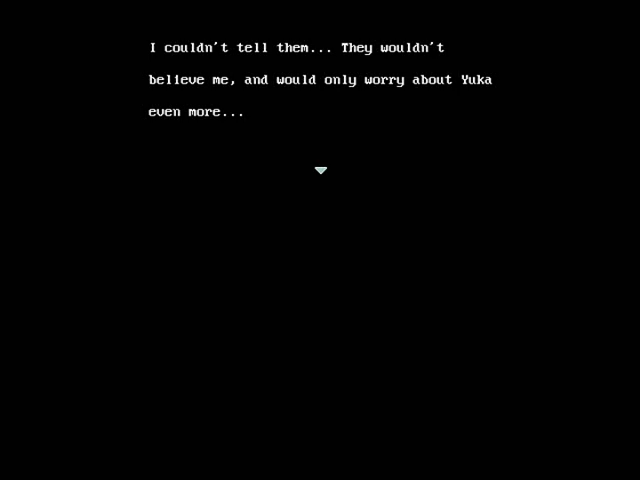 I couldn't tell them... They wouldn't
believe me, and would only worry about Yuka
even more...